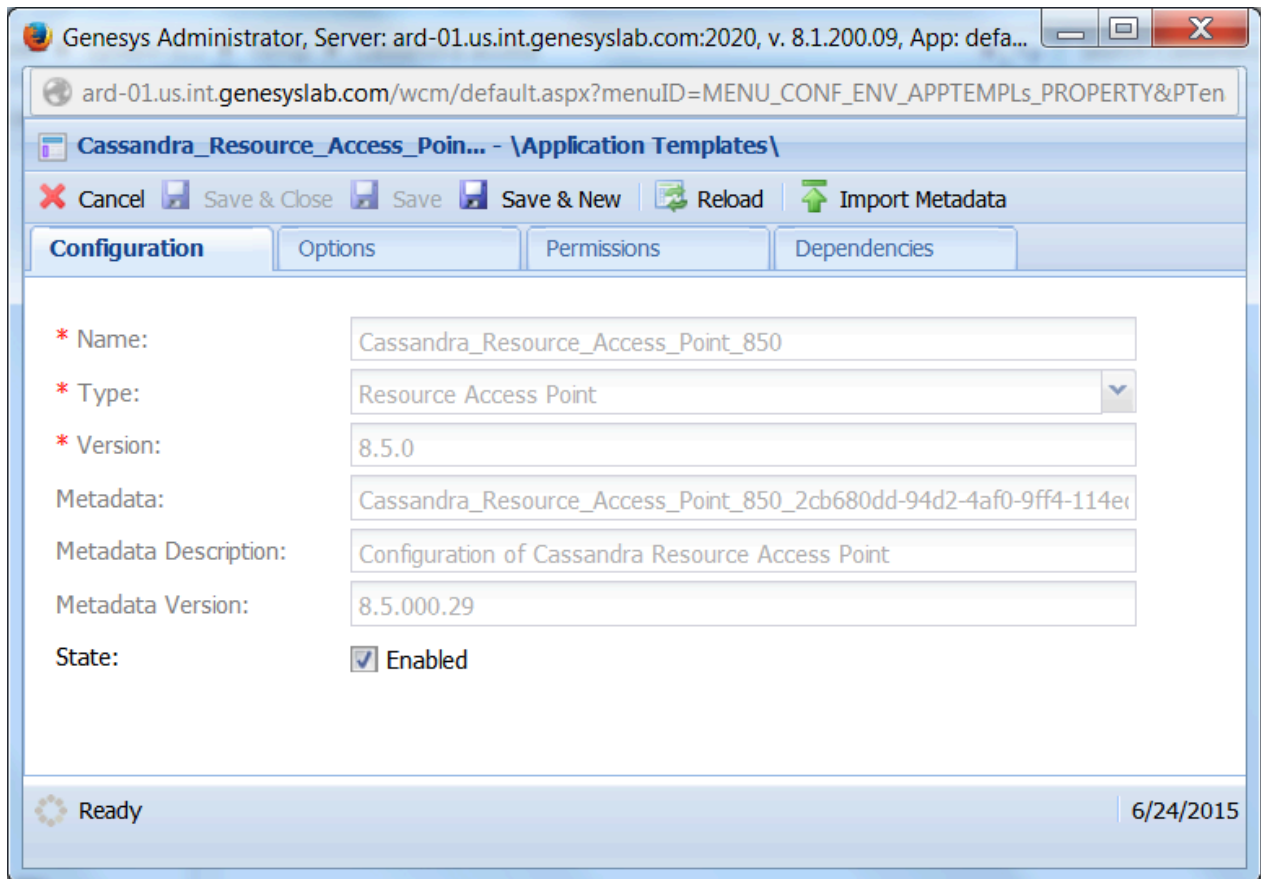 Genesys Administrator, Server: ard-01.us.int.genesyslab.com:2020, v. 8.1.200.09, App: defa...
ard-01.us.int.genesyslab.com/wcm/default.aspx?menuID=MENU_CONF_ENV_APPTEMPLs_PROPERTY&PTen
Cassandra_Resource_Access_Poin... - \Application Templates\
Cancel Save & Close Save Save & New Reload Import Metadata
Configuration Options Permissions Dependencies
* Name: Cassandra_Resource_Access_Point_850
* Type: Resource Access Point
* Version: 8.5.0
Metadata: Cassandra_Resource_Access_Point_850_2cb680dd-94d2-4af0-9ff4-114e
Metadata Description: Configuration of Cassandra Resource Access Point
Metadata Version: 8.5.000.29
State: Enabled
Ready 6/24/2015